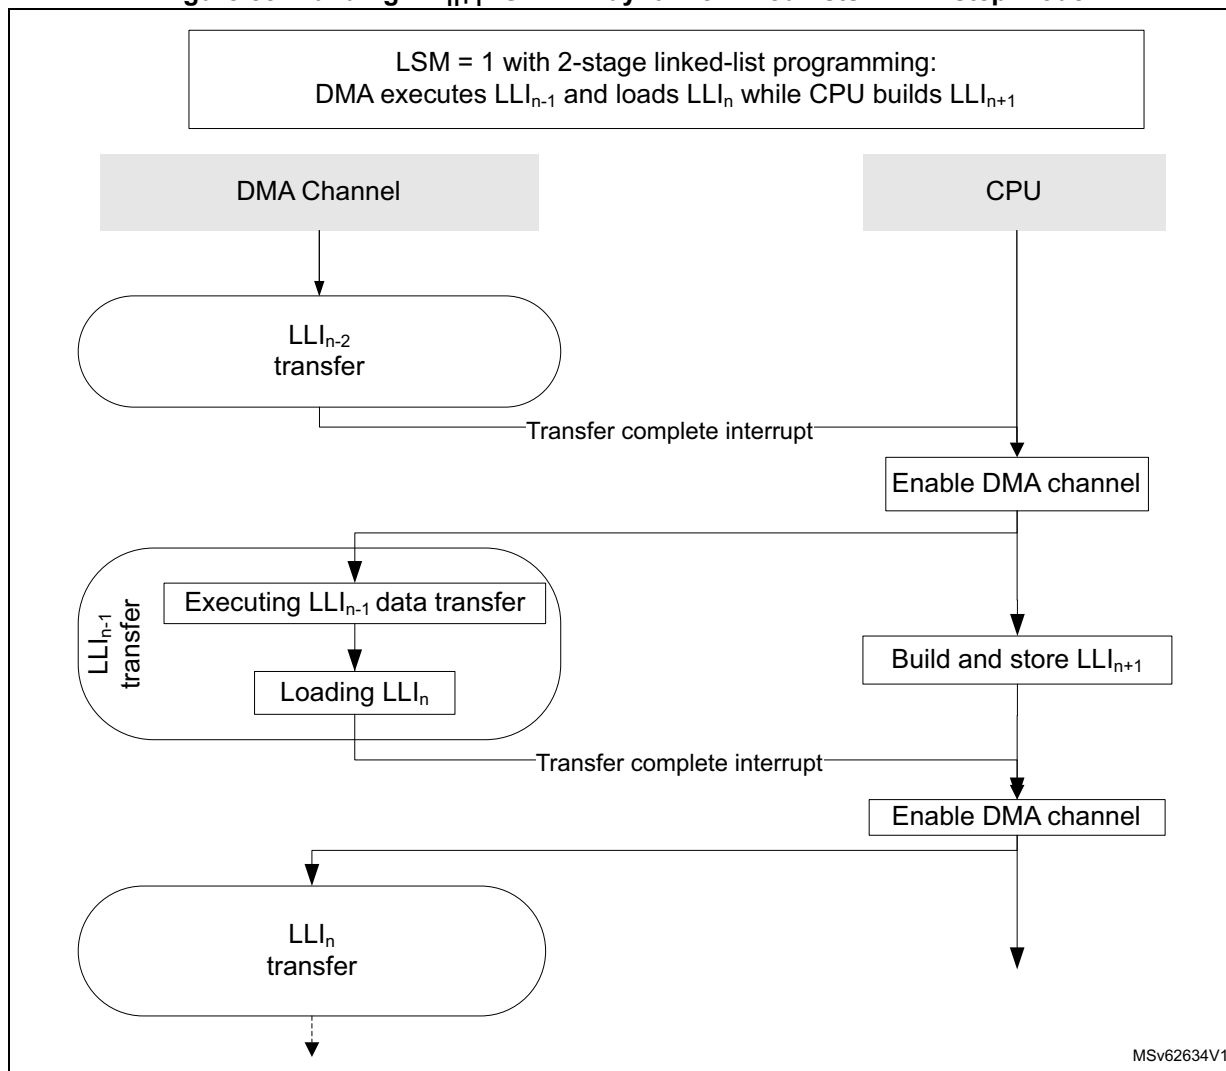 LSM = 1 with 2-stage linked-list programming:
DMA executes LLIn-1 and loads LLIn while CPU builds LLIn+1
DMA Channel
CPU
LLIn-2
transfer
Transfer complete interrupt
Enable DMA channel
LLIn-1
transfer
Executing LLIn-1 data transfer
Loading LLIn
Build and store LLIn+1
Transfer complete interrupt
Enable DMA channel
LLIn
transfer
MSv62634V1